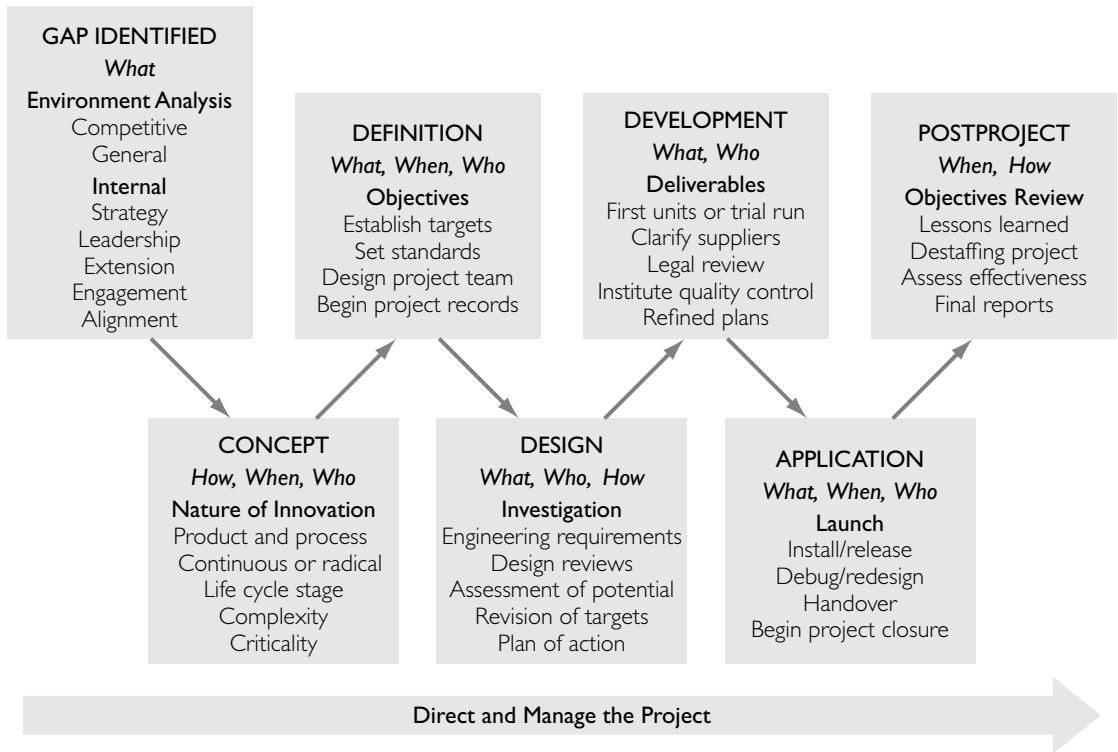 GAP IDENTIFIED
What
Environment Analysis
Competitive
General
Internal
Strategy
Leadership
Extension
Engagement
Alignment
CONCEPT
How, When, Who
Nature of Innovation
Product and process
Continuous or radical
Life cycle stage
Complexity
Criticality
DEFINITION
What, When, Who
Objectives
Establish targets
Set standards
Design project team
Begin project records
DESIGN
What, Who, How
Investigation
Engineering requirements
Design reviews
Assessment of potential
Revision of targets
Plan of action
DEVELOPMENT
What, Who
Deliverables
First units or trial run
Clarify suppliers
Legal review
Institute quality control
Refined plans
APPLICATION
What, When, Who
Launch
Install/release
Debug/redesign
Handover
Begin project closure
POSTPROJECT
When, How
Objectives Review
Lessons learned
Destaffing project
Assess effectiveness
Final reports
Direct and Manage the Project